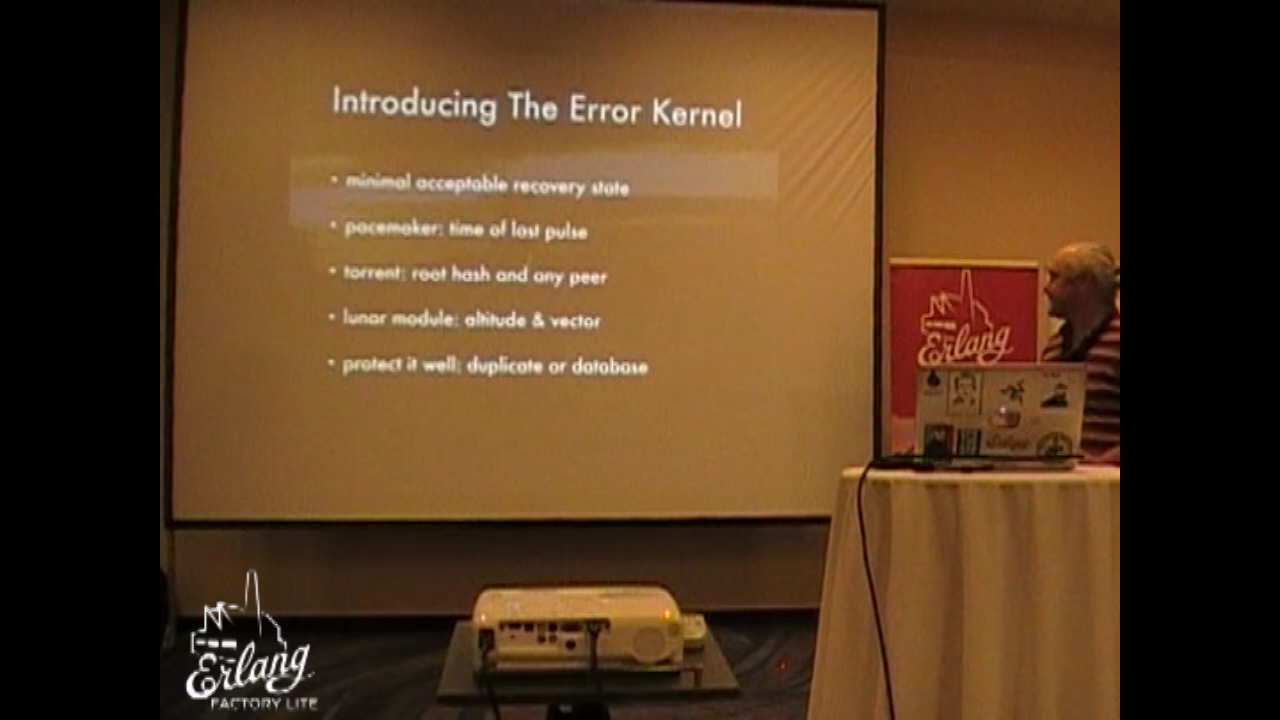 Introducing The Error Kernel
• minimal acceptable recovery state
• pacemaker: time of last pulse
• torrent: root hash and any peer
• lunar module: altitude & vector
• protect it well: duplicate or database
Erlang
Erlang
FACTORY LITE